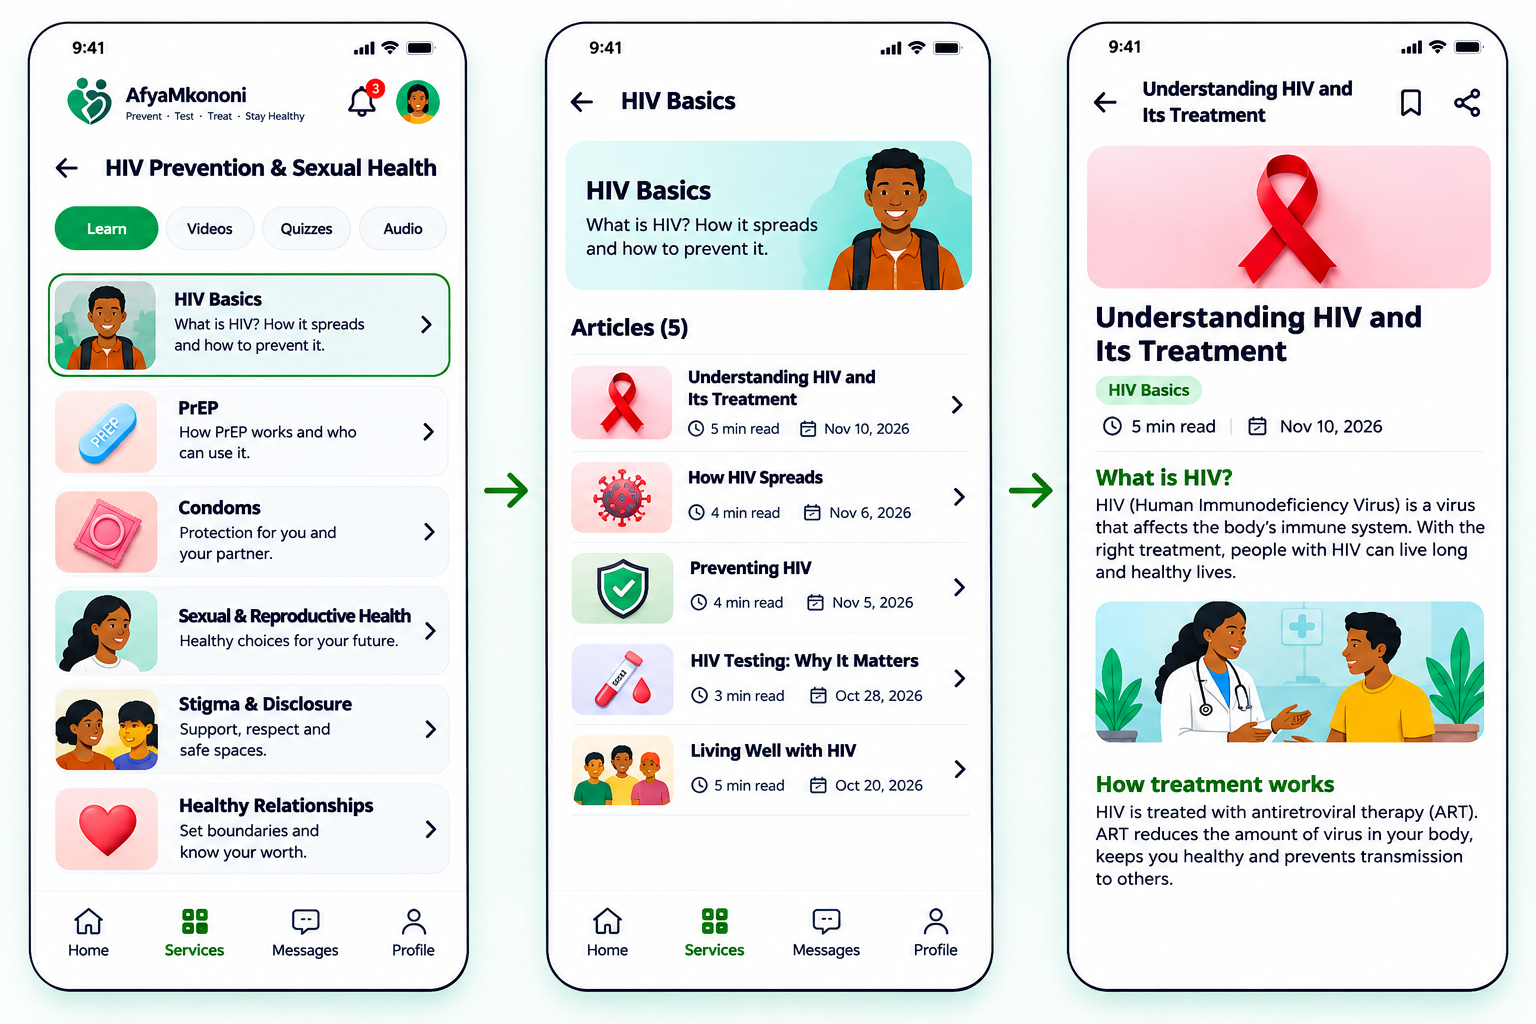 9:41
AfyaMkononi
Prevent · Test · Treat · Stay Healthy
3
HIV Prevention & Sexual Health
Learn
Videos
Quizzes
Audio
HIV Basics
What is HIV? How it spreads
and how to prevent it.
PrEP
PREP
How PrEP works and who
can use it.
Condoms
Protection for you and
your partner.
Sexual & Reproductive Health
Healthy choices for your future.
Stigma & Disclosure
Support, respect and
safe spaces.
Healthy Relationships
Set boundaries and
know your worth.
Home
Services
Messages
Profile
9:41
HIV Basics
HIV Basics
What is HIV? How it spreads
and how to prevent it.
Articles (5)
Understanding HIV and
Its Treatment
5 min read
Nov 10, 2026
How HIV Spreads
4 min read
Nov 6, 2026
Preventing HIV
4 min read
Nov 5, 2026
HIV Testing: Why It Matters
3 min read
Oct 28, 2026
Living Well with HIV
5 min read
Oct 20, 2026
Home
Services
Messages
Profile
9:41
Understanding HIV and
Its Treatment
Understanding HIV and
Its Treatment
HIV Basics
5 min read
Nov 10, 2026
What is HIV?
HIV (Human Immunodeficiency Virus) is a virus
that affects the body's immune system. With the
right treatment, people with HIV can live long
and healthy lives.
How treatment works
HIV is treated with antiretroviral therapy (ART).
ART reduces the amount of virus in your body,
keeps you healthy and prevents transmission
to others.